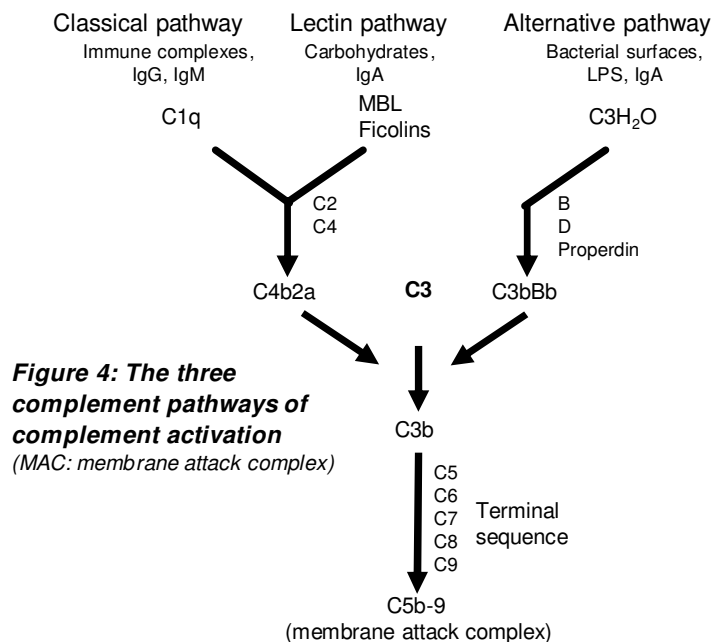 Classical pathway
Immune complexes,
IgG, IgM
C1q
Lectin pathway
Carbohydrates,
IgA
MBL
Ficolins
Alternative pathway
Bacterial surfaces,
LPS, IgA
C3H₂O
C2
C4
B
D
Properdin
C4b2a
C3
C3bBb
Figure 4: The three
complement pathways of
complement activation
(MAC: membrane attack complex)
C3b
C5
C6
C7
C8
C9
Terminal
sequence
C5b-9
(membrane attack complex)